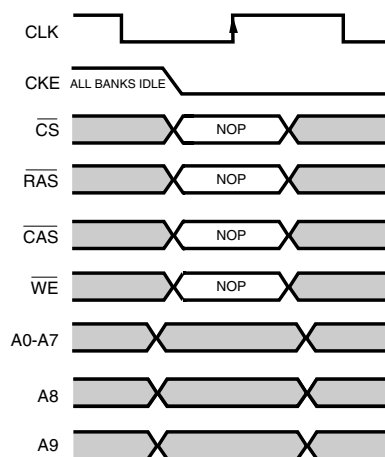 CLK
CKE ALL BANKS IDLE
CS NOP
RAS NOP
CAS NOP
WE NOP
A0-A7
A8
A9